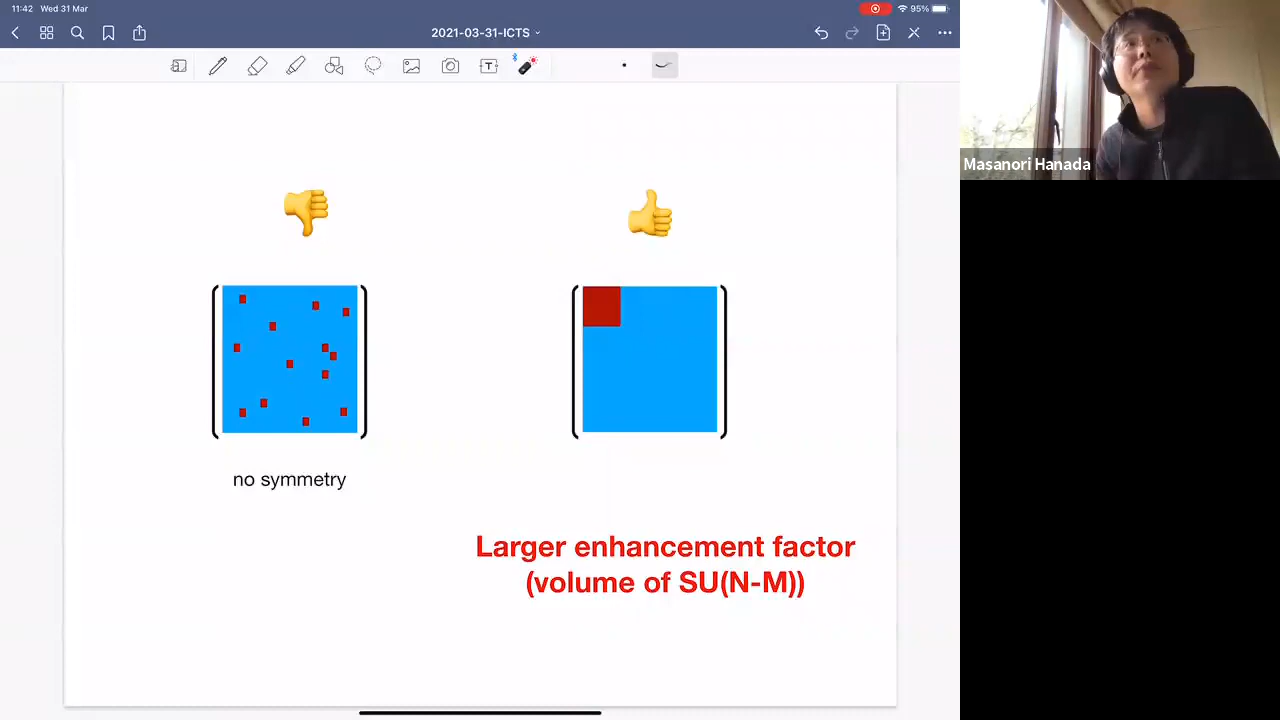 11:42 Wed 31 Mar
95%
2021-03-31-ICTS
T
Masanori Hanada
no symmetry
Larger enhancement factor
(volume of SU(N-M))